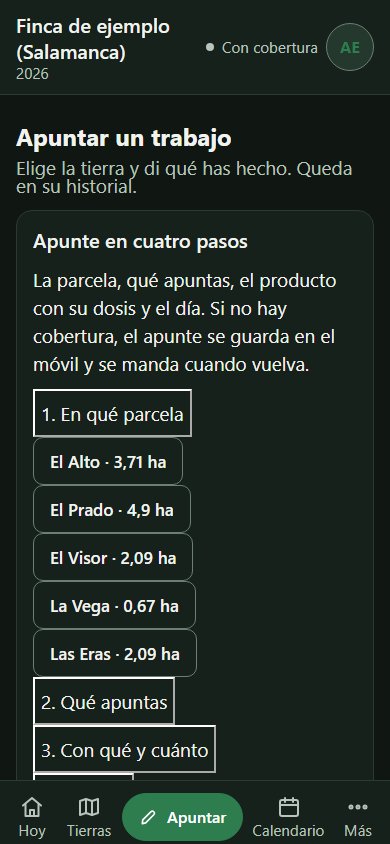 Finca de ejemplo
(Salamanca)
2026
Con cobertura
AE
Apuntar un trabajo
Elige la tierra y di qué has hecho. Queda
en su historial.
Apunte en cuatro pasos
La parcela, qué apuntas, el producto
con su dosis y el día. Si no hay
cobertura, el apunte se guarda en el
móvil y se manda cuando vuelva.
1. En qué parcela
El Alto · 3,71 ha
El Prado · 4,9 ha
El Visor · 2,09 ha
La Vega · 0,67 ha
Las Eras · 2,09 ha
2. Qué apuntas
3. Con qué y cuánto
Hoy
Tierras
Apuntar
Calendario
Más